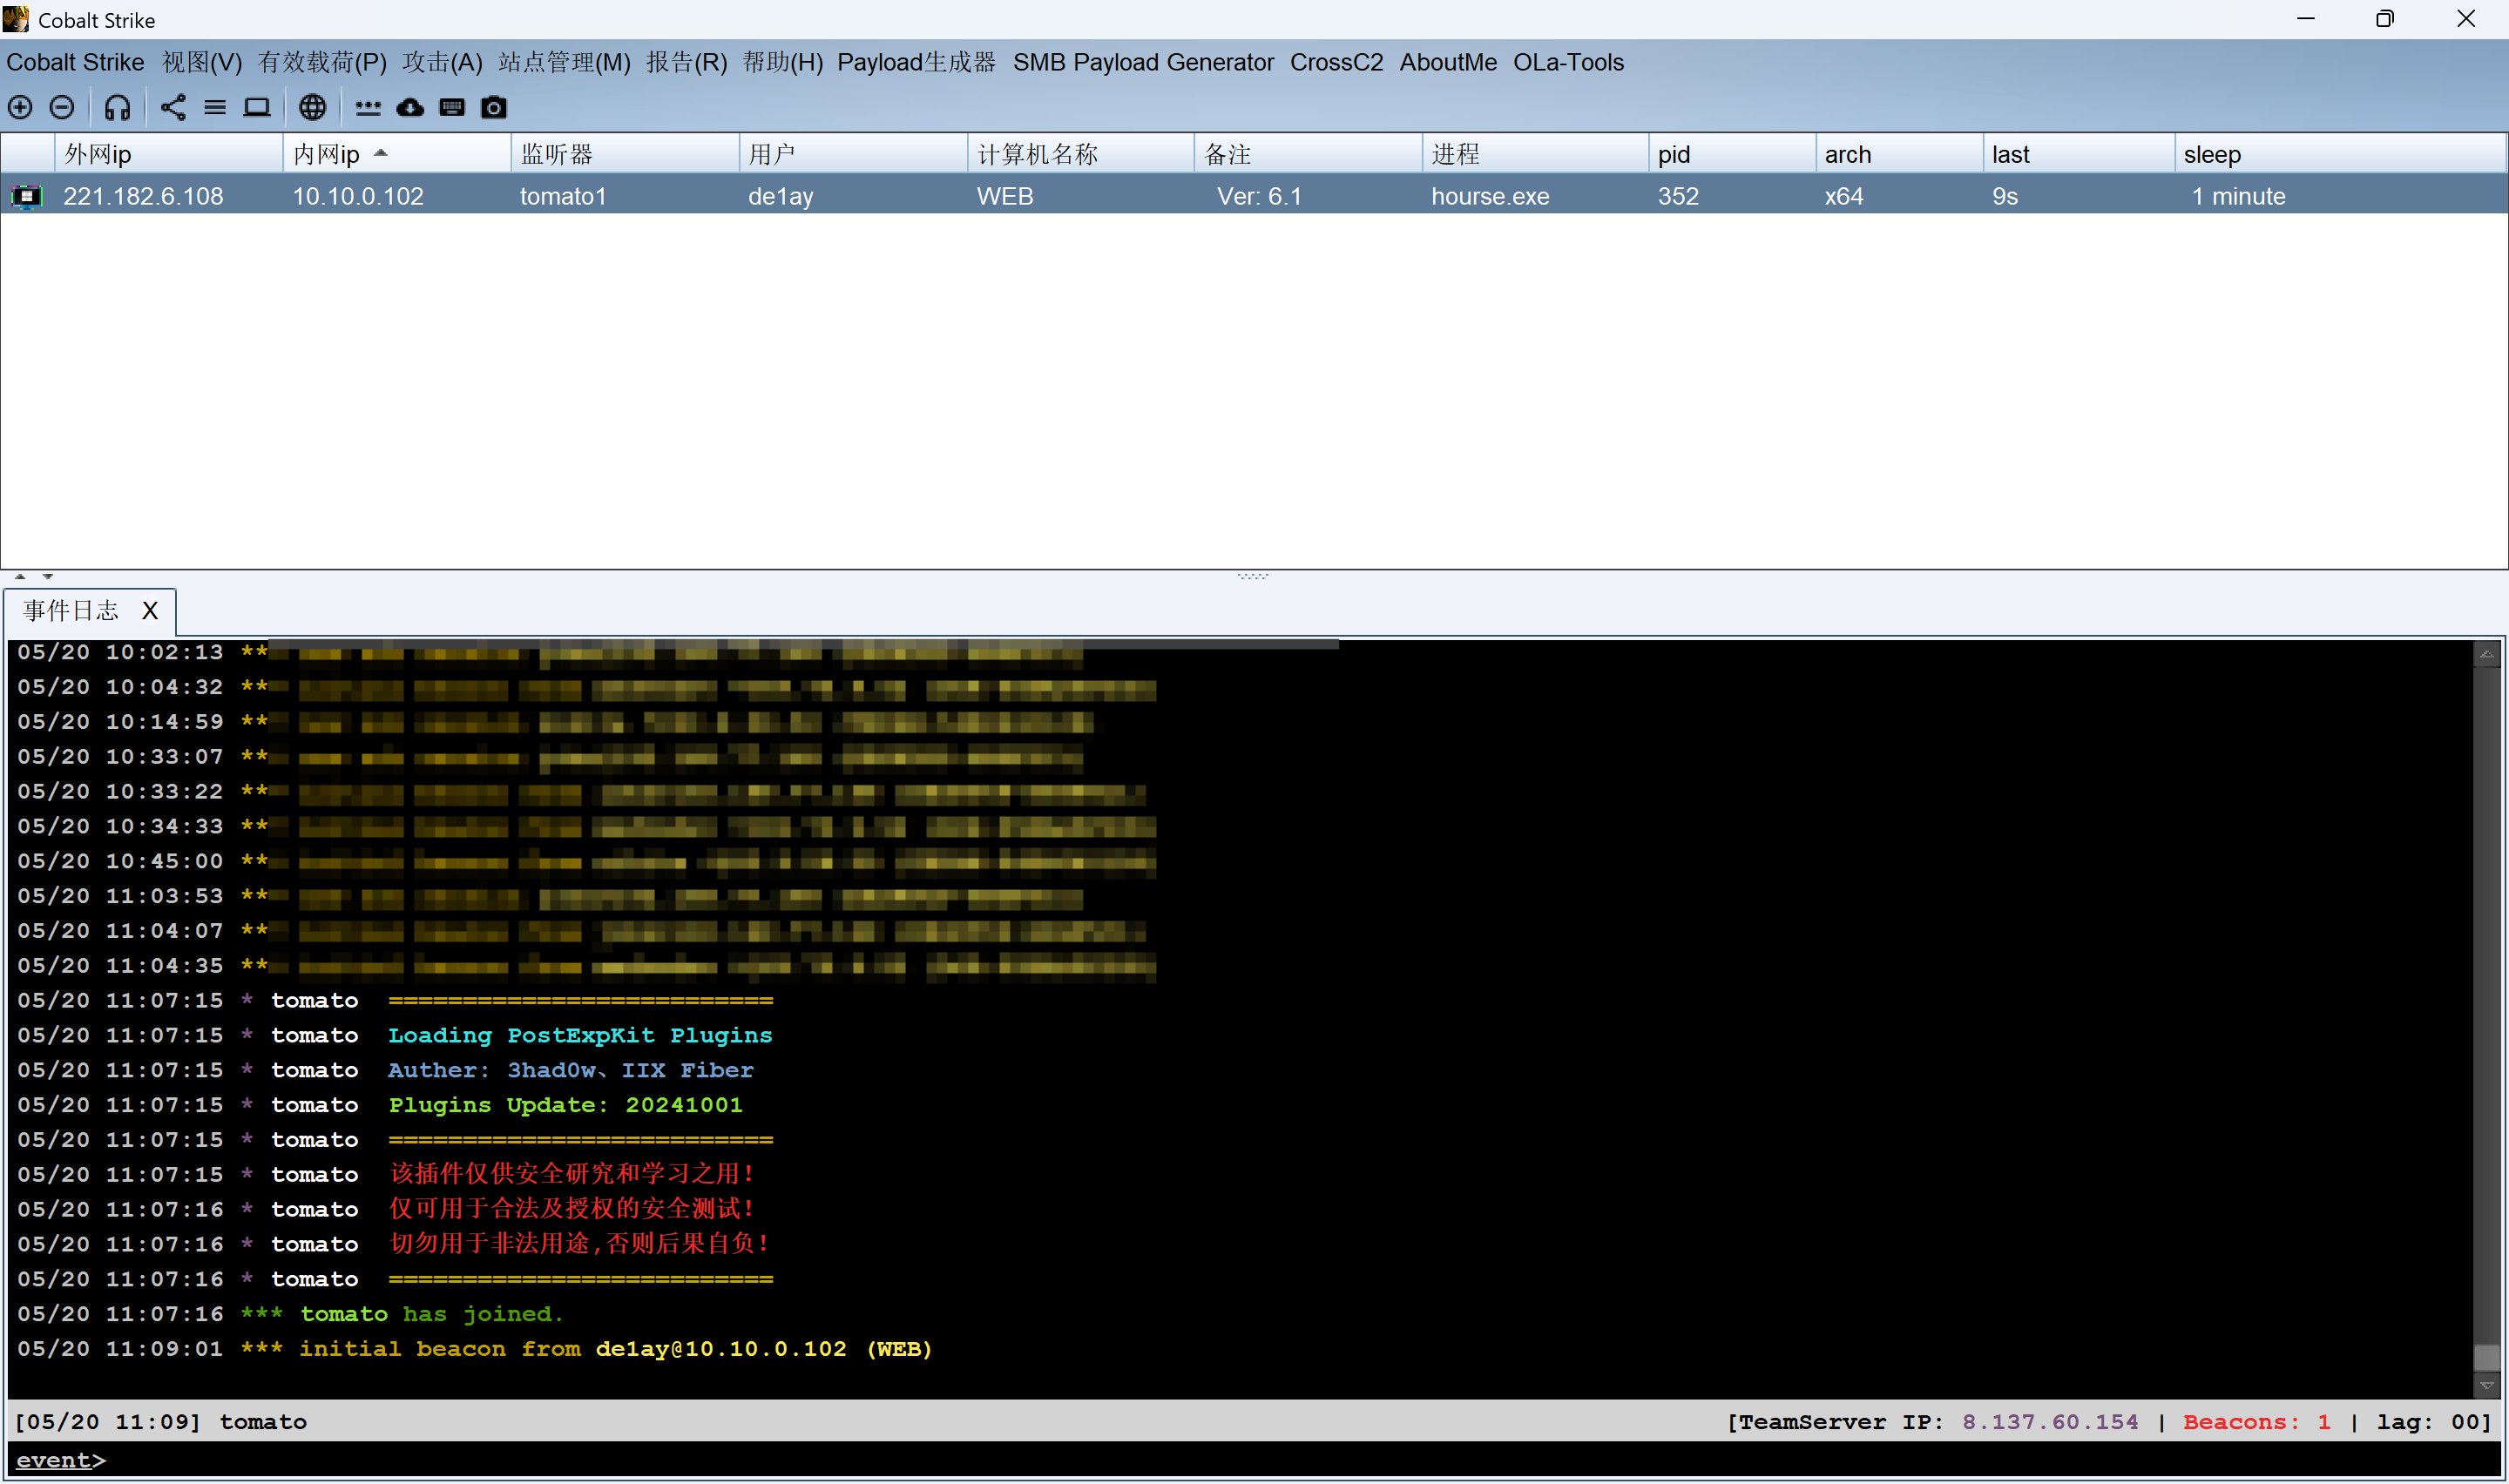 Cobalt Strike
Cobalt Strike 视图(V) 有效载荷(P) 攻击(A) 站点管理(M) 报告(R) 帮助(H) Payload生成器 SMB Payload Generator CrossC2 AboutMe OLa-Tools
外网ip 内网ip 监听器 用户 计算机名称 备注 进程 pid arch last sleep
221.182.6.108 10.10.0.102 tomato1 de1ay WEB Ver: 6.1 hourse.exe 352 x64 9s 1 minute
事件日志 X
05/20 10:02:13 **
05/20 10:04:32 **
05/20 10:14:59 **
05/20 10:33:07 **
05/20 10:33:22 **
05/20 10:34:33 **
05/20 10:45:00 **
05/20 11:03:53 **
05/20 11:04:07 **
05/20 11:04:35 **
05/20 11:07:15 * tomato ==========================
05/20 11:07:15 * tomato Loading PostExpKit Plugins
05/20 11:07:15 * tomato Auther: 3had0w、IIX Fiber
05/20 11:07:15 * tomato Plugins Update: 20241001
05/20 11:07:15 * tomato ==========================
05/20 11:07:15 * tomato 该插件仅供安全研究和学习之用!
05/20 11:07:16 * tomato 仅可用于合法及授权的安全测试!
05/20 11:07:16 * tomato 切勿用于非法用途,否则后果自负!
05/20 11:07:16 * tomato ==========================
05/20 11:07:16 *** tomato has joined.
05/20 11:09:01 *** initial beacon from de1ay@10.10.0.102 (WEB)
[05/20 11:09] tomato [TeamServer IP: 8.137.60.154 | Beacons: 1 | lag: 00]
event>